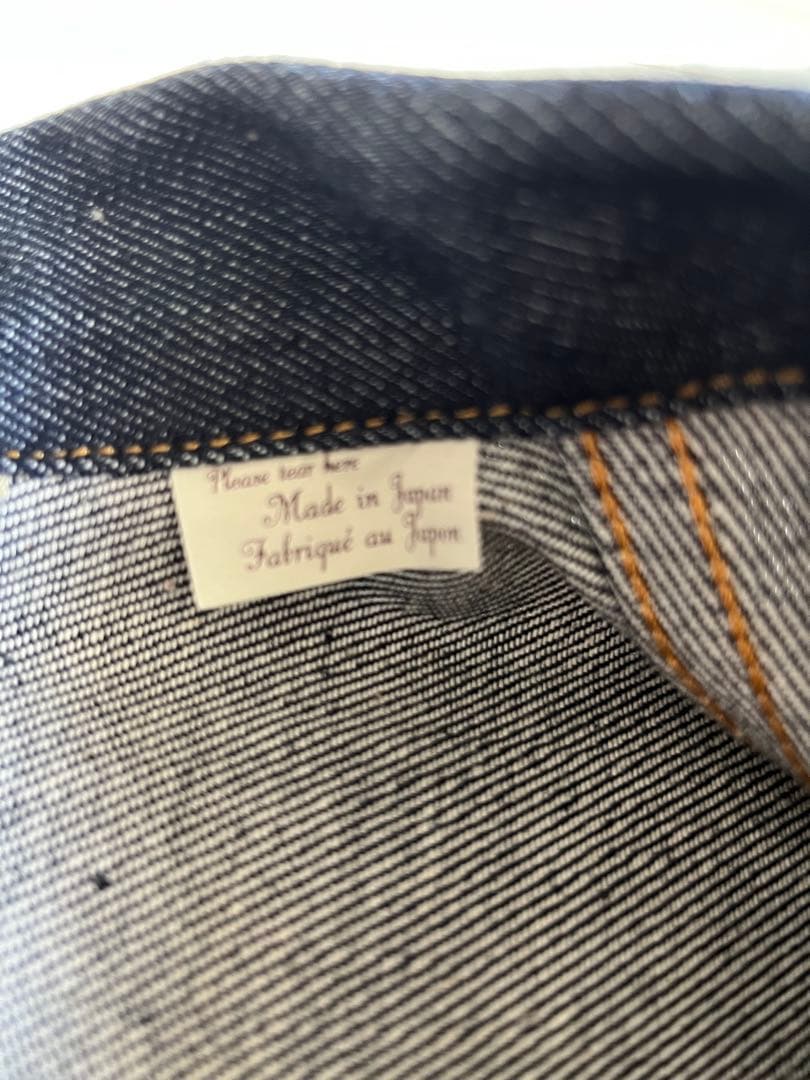 Please tear here
Made in Japan
Fabriqué au Japon